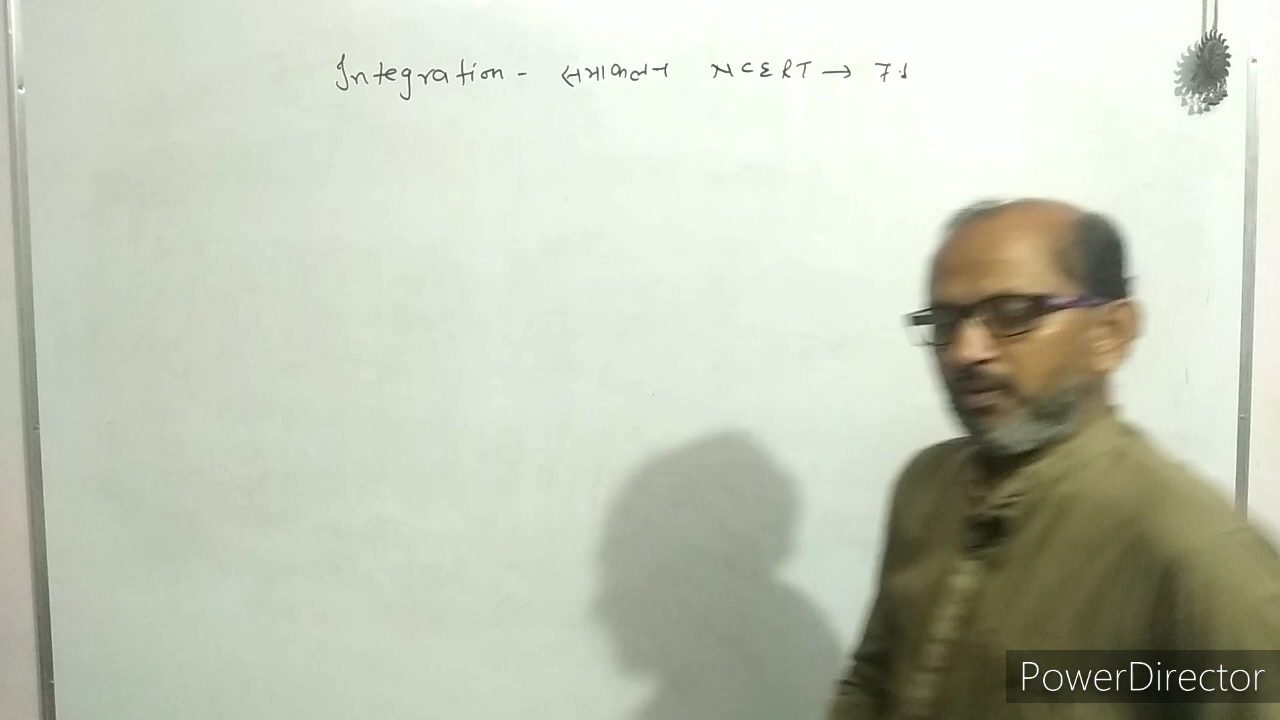 Integration - समाकलन NCERT → 7.1
PowerDirector